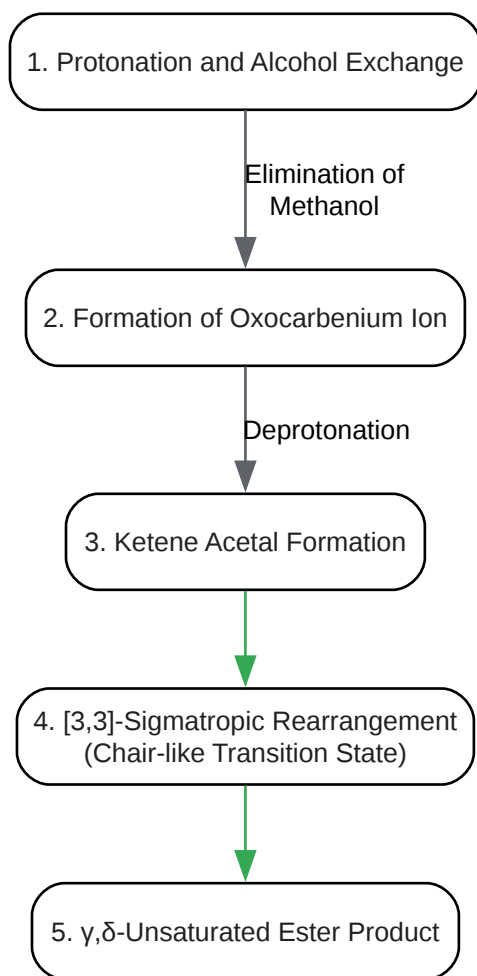 1. Protonation and Alcohol Exchange
Elimination of
Methanol
2. Formation of Oxocarbenium Ion
Deprotonation
3. Ketene Acetal Formation
4. [3,3]-Sigmatropic Rearrangement
(Chair-like Transition State)
5. γ,δ-Unsaturated Ester Product